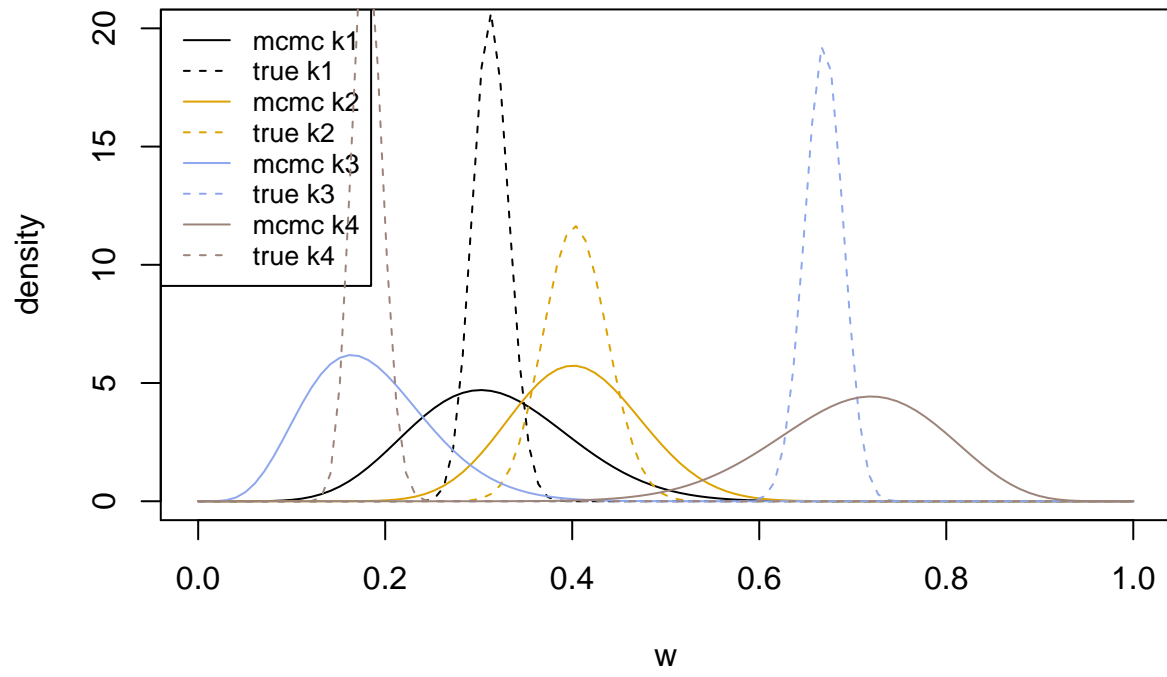 20
15
10
5
0
density
mcmc k1
true k1
mcmc k2
true k2
mcmc k3
true k3
mcmc k4
true k4
0.0 0.2 0.4 0.6 0.8 1.0
w